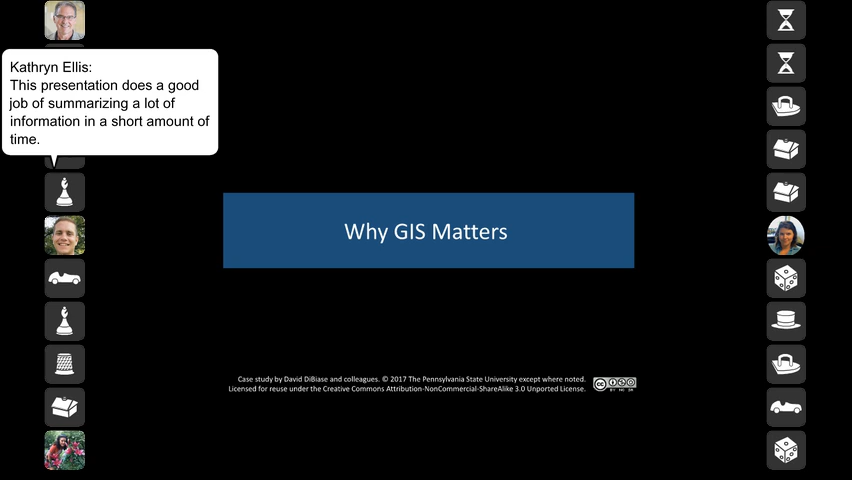 Kathryn Ellis:
This presentation does a good
job of summarizing a lot of
information in a short amount of
time.
Why GIS Matters
Case study by David DiBiase and colleagues. © 2017 The Pennsylvania State University except where noted.
Licensed for reuse under the Creative Commons Attribution-NonCommercial-ShareAlike 3.0 Unported License.